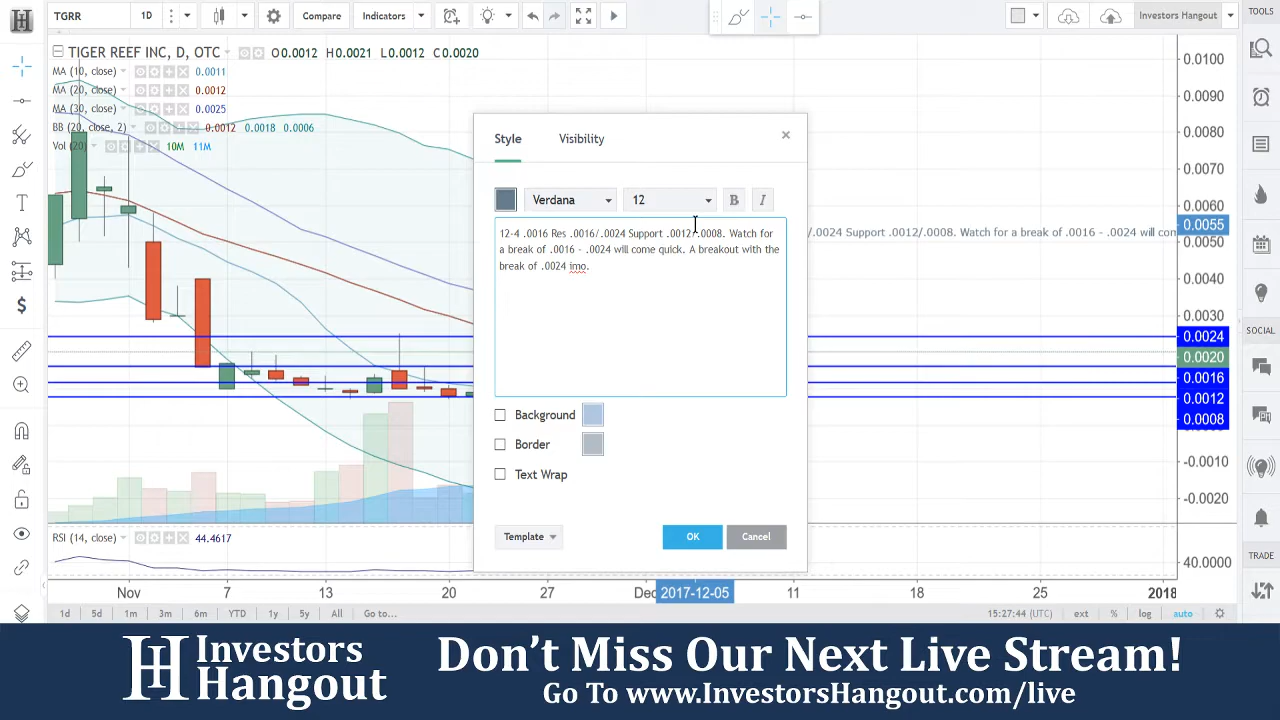 TGRR 1D Compare Indicators Investors Hangout TOOLS
TIGER REEF INC, D, OTC O0.0012 H0.0021 L0.0012 C0.0020
MA (10, close) 0.0011
MA (20, close) 0.0012
MA (30, close) 0.0025
BB (20, close, 2) 0.0012 0.0018 0.0006
Vol (20) 10M 11M
Style Visibility ×
Verdana 12 B I
Res .0016/.0024 Support .0012/.0008. Watch for
a break of .0016 - .0024 will come quick. A breakout with the
break of .0024 imo.
/.0024 Support .0012/.0008. Watch for a break of .0016 - .0024 will com
Background
Border
Text Wrap
Template OK Cancel
0.0100
0.0090
0.0080
0.0070
0.0060
0.0055
0.0050
0.0040
0.0030
0.0024
0.0020
0.0016
0.0012
0.0008
-0.0010
-0.0020
40.0000
SOCIAL
TRADE
RSI (14, close) 44.4617
Nov 7 13 20 27 Dec 2017-12-05 11 18 25 2018
1d 5d 1m 3m 6m YTD 1y 5y All Go to... 15:27:44 (UTC) ext % log auto
Investors
Hangout
Don't Miss Our Next Live Stream!
Go To www.InvestorsHangout.com/live